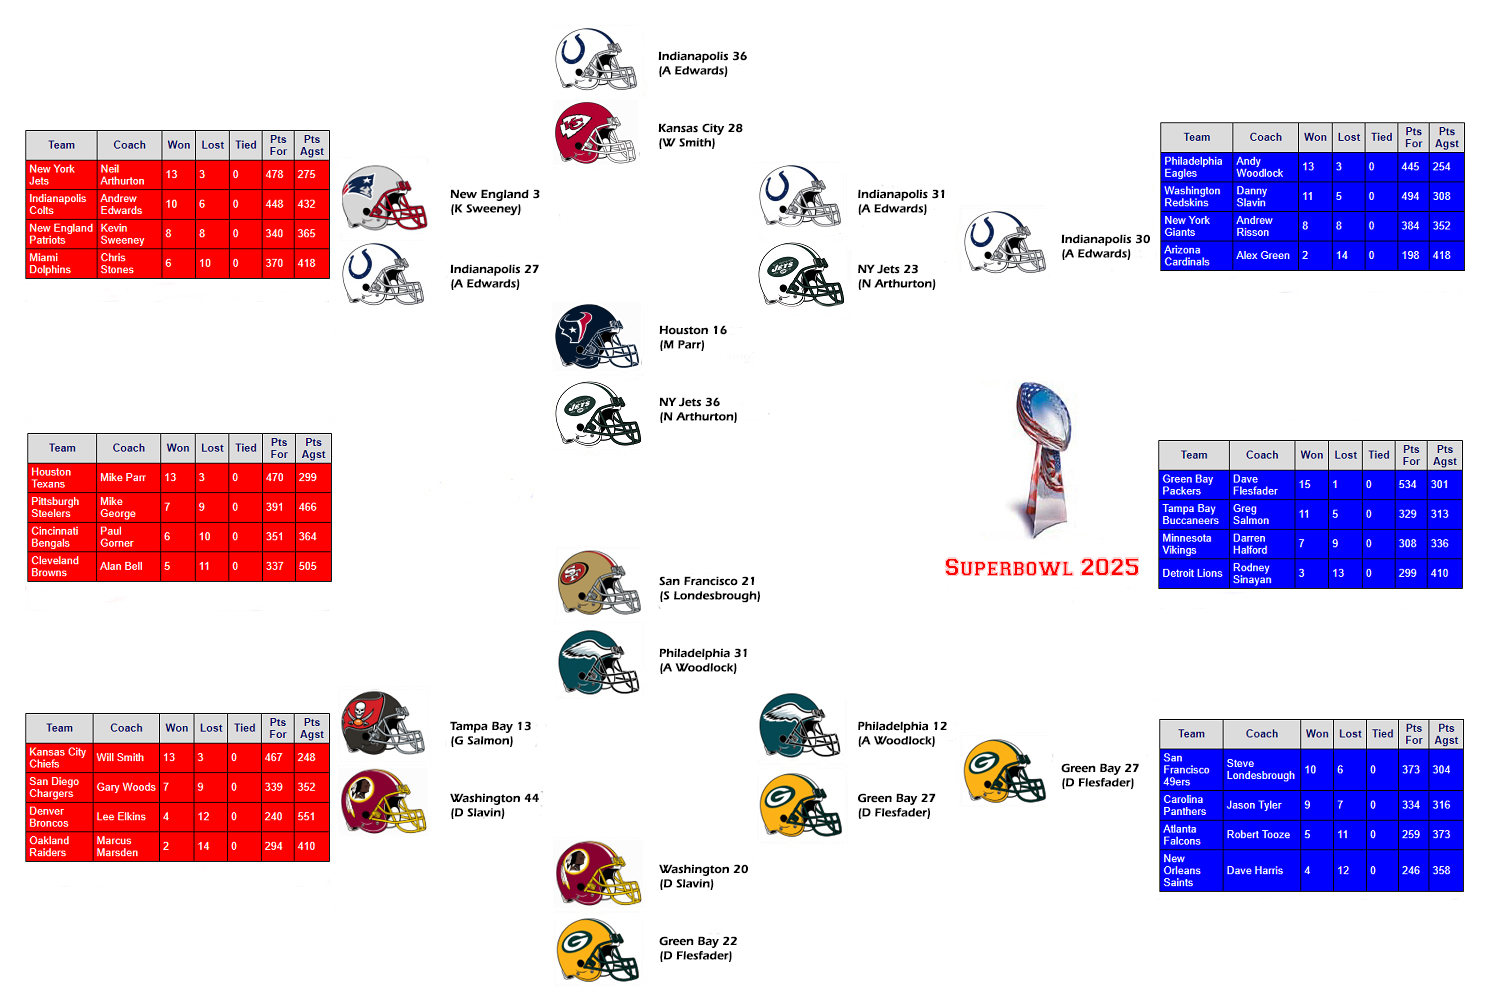 Indianapolis 36
(A Edwards)
Kansas City 28
(W Smith)
Team Coach Won Lost Tied Pts For Pts Agst
New York Jets Neil Arthurton 13 3 0 478 275
Indianapolis Colts Andrew Edwards 10 6 0 448 432
New England Patriots Kevin Sweeney 8 8 0 340 365
Miami Dolphins Chris Stones 6 10 0 370 418
New England 3
(K Sweeney)
Indianapolis 27
(A Edwards)
Indianapolis 31
(A Edwards)
NY Jets 23
(N Arthurton)
Indianapolis 30
(A Edwards)
Team Coach Won Lost Tied Pts For Pts Agst
Philadelphia Eagles Andy Woodlock 13 3 0 445 254
Washington Redskins Danny Slavin 11 5 0 494 308
New York Giants Andrew Risson 8 8 0 384 352
Arizona Cardinals Alex Green 2 14 0 198 418
Houston 16
(M Parr)
NY Jets 36
(N Arthurton)
Team Coach Won Lost Tied Pts For Pts Agst
Houston Texans Mike Parr 13 3 0 470 299
Pittsburgh Steelers Mike George 7 9 0 391 466
Cincinnati Bengals Paul Gorner 6 10 0 351 364
Cleveland Browns Alan Bell 5 11 0 337 505
Team Coach Won Lost Tied Pts For Pts Agst
Green Bay Packers Dave Flesfader 15 1 0 534 301
Tampa Bay Buccaneers Greg Salmon 11 5 0 329 313
Minnesota Vikings Darren Halford 7 9 0 308 336
Detroit Lions Rodney Sinayan 3 13 0 299 410
Superbowl 2025
San Francisco 21
(S Londesbrough)
Philadelphia 31
(A Woodlock)
Team Coach Won Lost Tied Pts For Pts Agst
Kansas City Chiefs Will Smith 13 3 0 467 248
San Diego Chargers Gary Woods 7 9 0 339 352
Denver Broncos Lee Elkins 4 12 0 240 551
Oakland Raiders Marcus Marsden 2 14 0 294 410
Tampa Bay 13
(G Salmon)
Washington 44
(D Slavin)
Philadelphia 12
(A Woodlock)
Green Bay 27
(D Flesfader)
Green Bay 27
(D Flesfader)
Team Coach Won Lost Tied Pts For Pts Agst
San Francisco 49ers Steve Londesbrough 10 6 0 373 304
Carolina Panthers Jason Tyler 9 7 0 334 316
Atlanta Falcons Robert Tooze 5 11 0 259 373
New Orleans Saints Dave Harris 4 12 0 246 358
Washington 20
(D Slavin)
Green Bay 22
(D Flesfader)